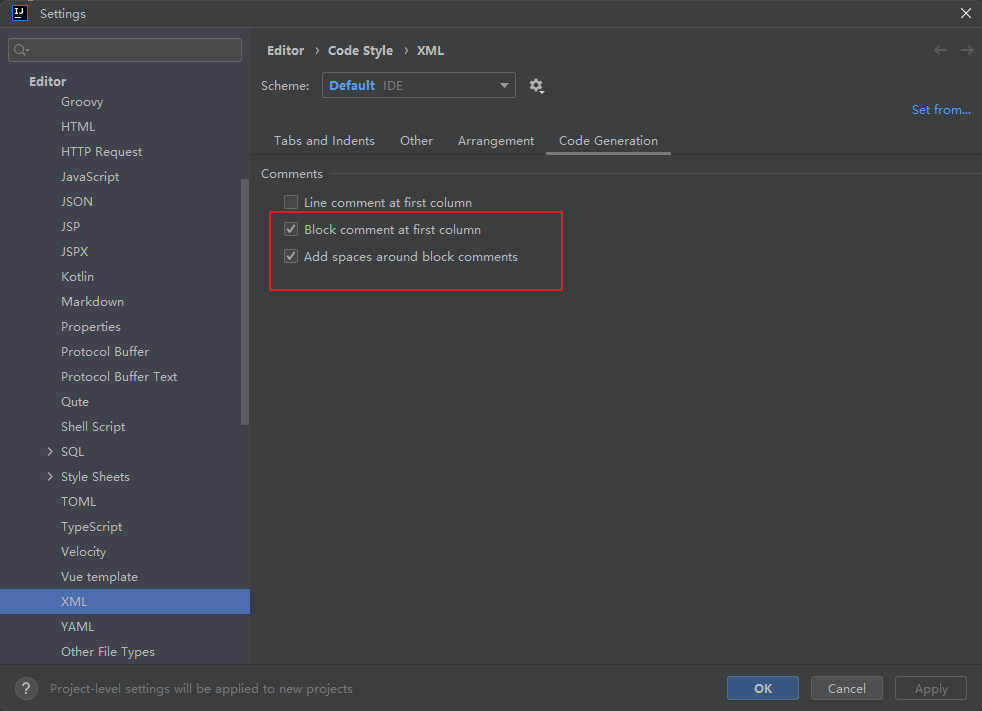 IJ
Settings
Editor
Groovy
HTML
HTTP Request
JavaScript
JSON
JSP
JSPX
Kotlin
Markdown
Properties
Protocol Buffer
Protocol Buffer Text
Qute
Shell Script
SQL
Style Sheets
TOML
TypeScript
Velocity
Vue template
XML
YAML
Other File Types
Editor › Code Style › XML
Scheme: Default IDE
Set from...
Tabs and Indents Other Arrangement Code Generation
Comments
Line comment at first column
Block comment at first column
Add spaces around block comments
? Project-level settings will be applied to new projects
OK Cancel Apply